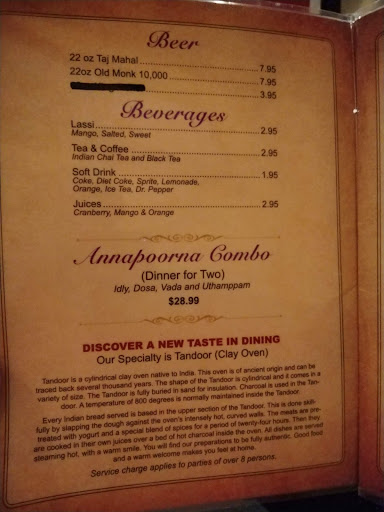 Beer
22 oz Taj Mahal 7.95
22oz Old Monk 10,000 7.95
3.95
Beverages
Lassi 2.95
Mango, Salted, Sweet
Tea & Coffee 2.95
Indian Chai Tea and Black Tea
Soft Drink 1.95
Coke, Diet Coke, Sprite, Lemonade,
Orange, Ice Tea, Dr. Pepper
Juices 2.95
Cranberry, Mango & Orange
Annapoorna Combo
(Dinner for Two)
Idly, Dosa, Vada and Uthamppam
$28.99
DISCOVER A NEW TASTE IN DINING
Our Specialty is Tandoor (Clay Oven)
Tandoor is a cylindrical clay oven native to India. This oven is of ancient origin and can be
traced back several thousand years. The shape of the Tandoor is cylindrical and it comes in a
variety of size. The Tandoor is fully buried in sand for insulation. Charcoal is used in the Tan-
door. A temperature of 800 degrees is normally maintained inside the Tandoor.
Every Indian bread served is based in the upper section of the Tandoor. This is done skill-
fully by slapping the dough against the oven's intensely hot, curved walls. The meats are pre-
treated with yogurt and a special blend of spices for a period of twenty-four hours. Then they
are cooked in their own juices over a bed of hot charcoal inside the oven. All dishes are served
steaming hot, with a warm smile. You will find our preparations to be fully authentic. Good food
and a warm welcome makes you feel at home.
Service charge applies to parties of over 8 persons.